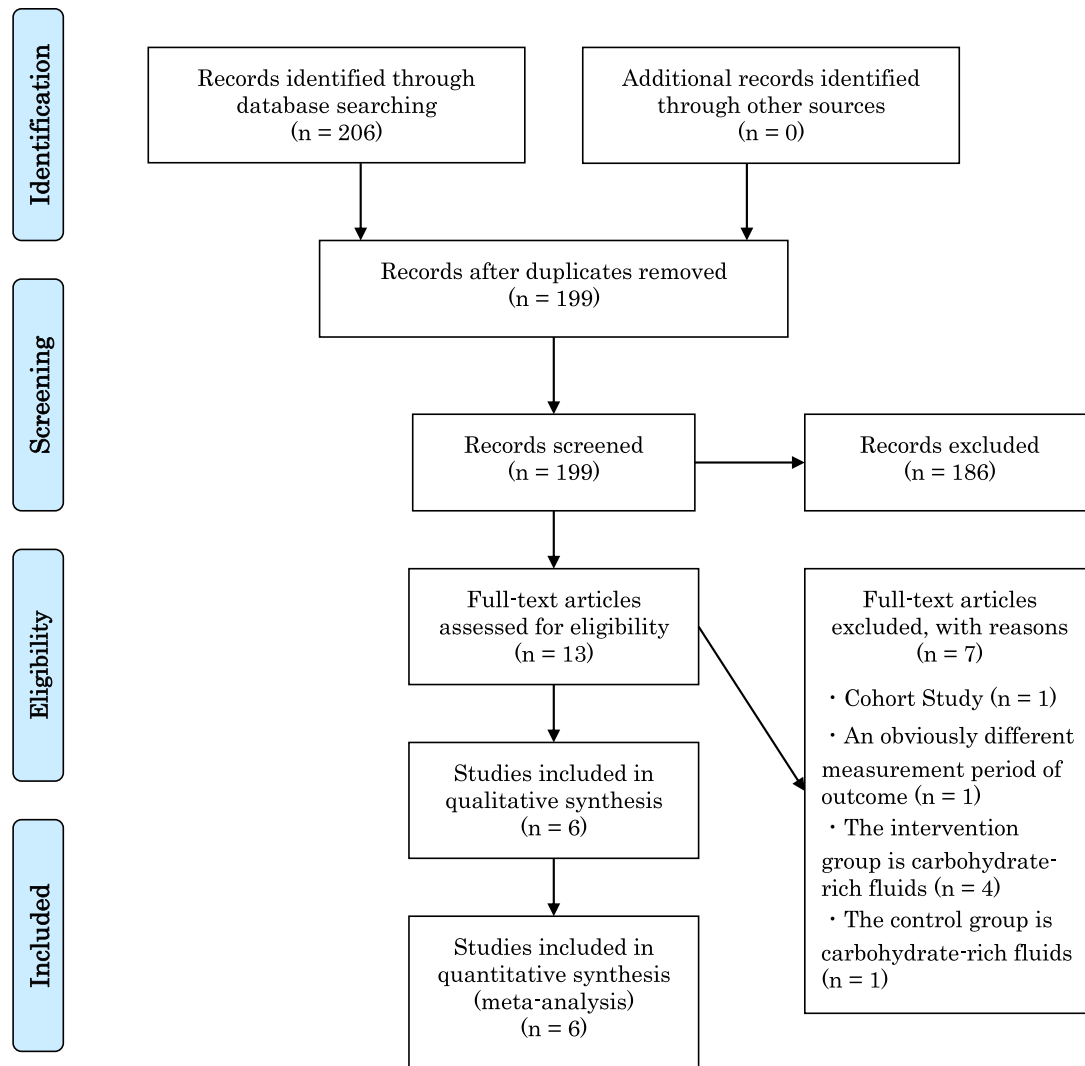 Identification
Records identified through
database searching
(n = 206)
Additional records identified
through other sources
(n = 0)
Records after duplicates removed
(n = 199)
Screening
Records screened
(n = 199)
Records excluded
(n = 186)
Eligibility
Full-text articles
assessed for eligibility
(n = 13)
Full-text articles
excluded, with reasons
(n = 7)
・Cohort Study (n = 1)
・An obviously different
measurement period of
outcome (n = 1)
・The intervention
group is carbohydrate-
rich fluids (n = 4)
・The control group is
carbohydrate-rich fluids
(n = 1)
Studies included in
qualitative synthesis
(n = 6)
Included
Studies included in
quantitative synthesis
(meta-analysis)
(n = 6)